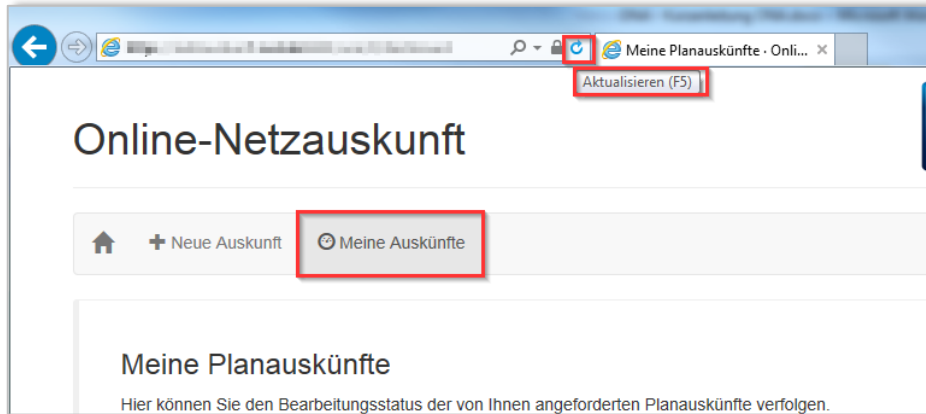 Meine Planauskünfte · Onli...
Aktualisieren (F5)
Online-Netzauskunft
Neue Auskunft
Meine Auskünfte
Meine Planauskünfte
Hier können Sie den Bearbeitungsstatus der von Ihnen angeforderten Planauskünfte verfolgen.